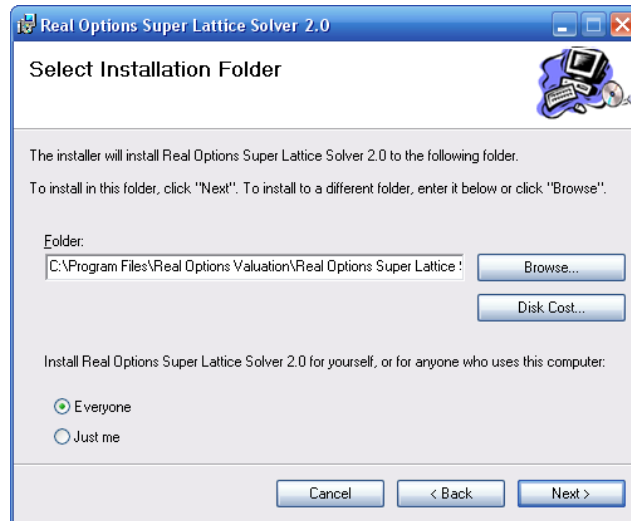 Real Options Super Lattice Solver 2.0
Select Installation Folder
The installer will install Real Options Super Lattice Solver 2.0 to the following folder.
To install in this folder, click "Next". To install to a different folder, enter it below or click "Browse".
Folder:
C:\Program Files\Real Options Valuation\Real Options Super Lattice
Browse...
Disk Cost...
Install Real Options Super Lattice Solver 2.0 for yourself, or for anyone who uses this computer:
Everyone
Just me
Cancel
< Back
Next >